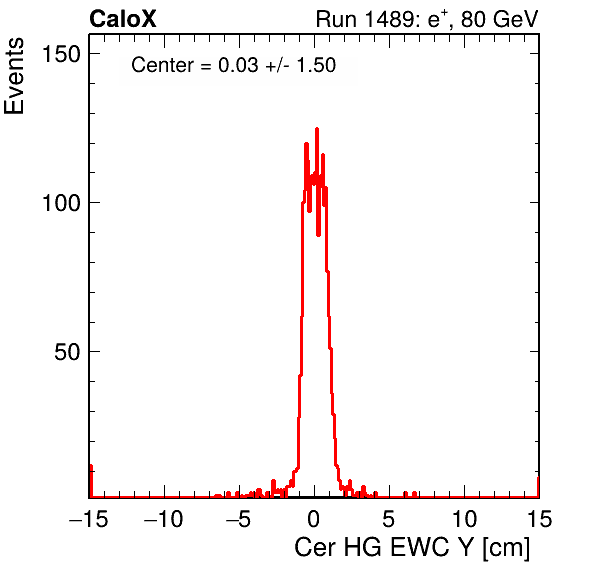 CaloX Run 1489: e⁺, 80 GeV
Events
Center = 0.03 +/- 1.50
150
100
50
−15 −10 −5 0 5 10 15
Cer HG EWC Y [cm]